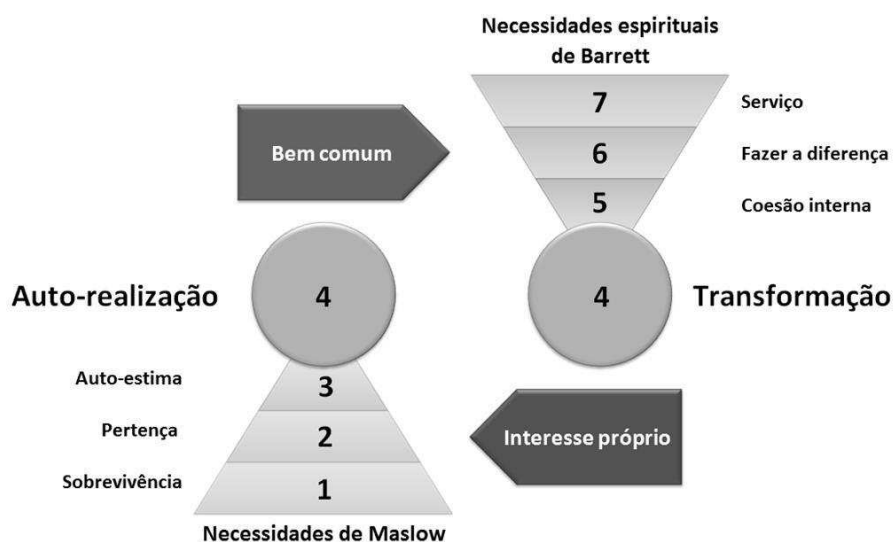 Necessidades espirituais
de Barrett
7
Serviço
Bem comum
6
Fazer a diferença
5
Coesão interna
Auto-realização
4
4
Transformação
Auto-estima
3
Pertença
2
Interesse próprio
Sobrevivência
1
Necessidades de Maslow